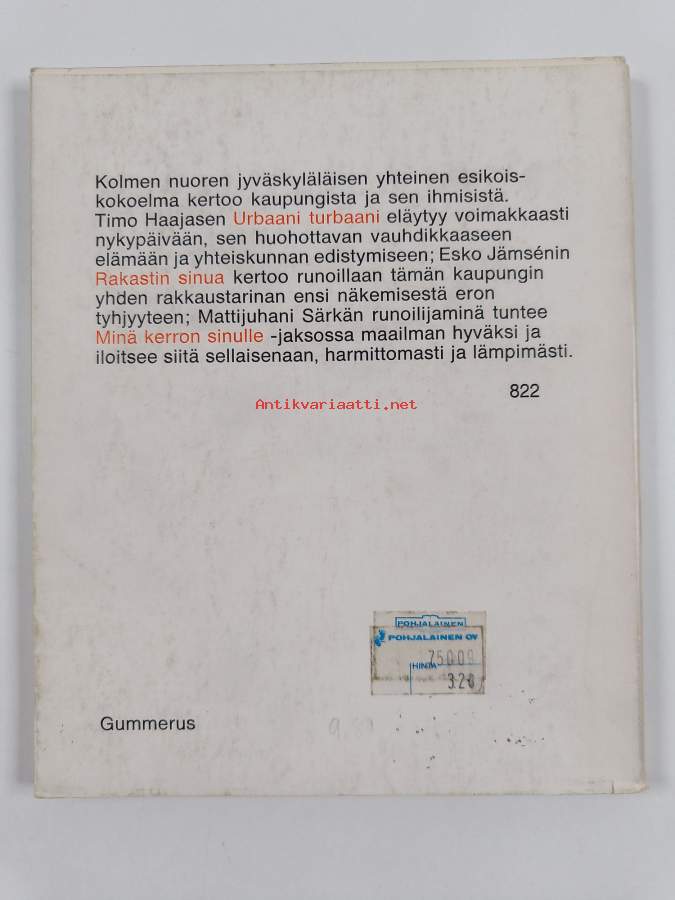 Kolmen nuoren jyväskyläläisen yhteinen esikois-
kokoelma kertoo kaupungista ja sen ihmisistä.
Timo Haajasen Urbaani turbaani eläytyy voimakkaasti
nykypäivään, sen huohottavan vauhdikkaaseen
elämään ja yhteiskunnan edistymiseen; Esko Jämsénin
Rakastin sinua kertoo runoillaan tämän kaupungin
yhden rakkaustarinan ensi näkemisestä eron
tyhjyyteen; Mattijuhani Särkän runoilijaminä tuntee
Minä kerron sinulle -jaksossa maailman hyväksi ja
iloitsee siitä sellaisenaan, harmittomasti ja lämpimästi.
822
Antikvariaatti.net
POHJALAINEN
POHJALAINEN OY
75009
HINTA
3.20
Gummerus